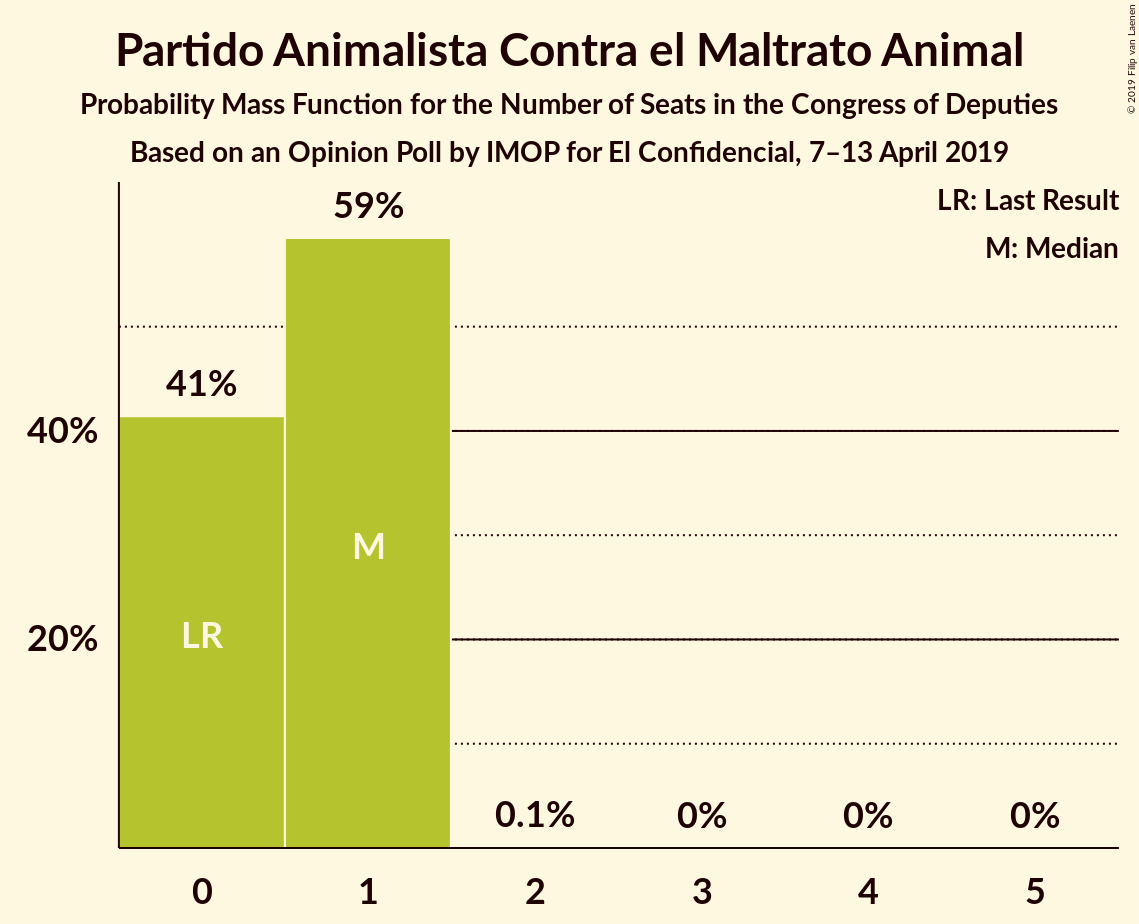 Partido Animalista Contra el Maltrato Animal
Probability Mass Function for the Number of Seats in the Congress of Deputies
Based on an Opinion Poll by IMOP for El Confidencial, 7–13 April 2019
© 2019 Filip van Laenen
LR: Last Result
M: Median
59%
41%
40%
M
LR
20%
0.1%
0%
0%
0%
0
1
2
3
4
5